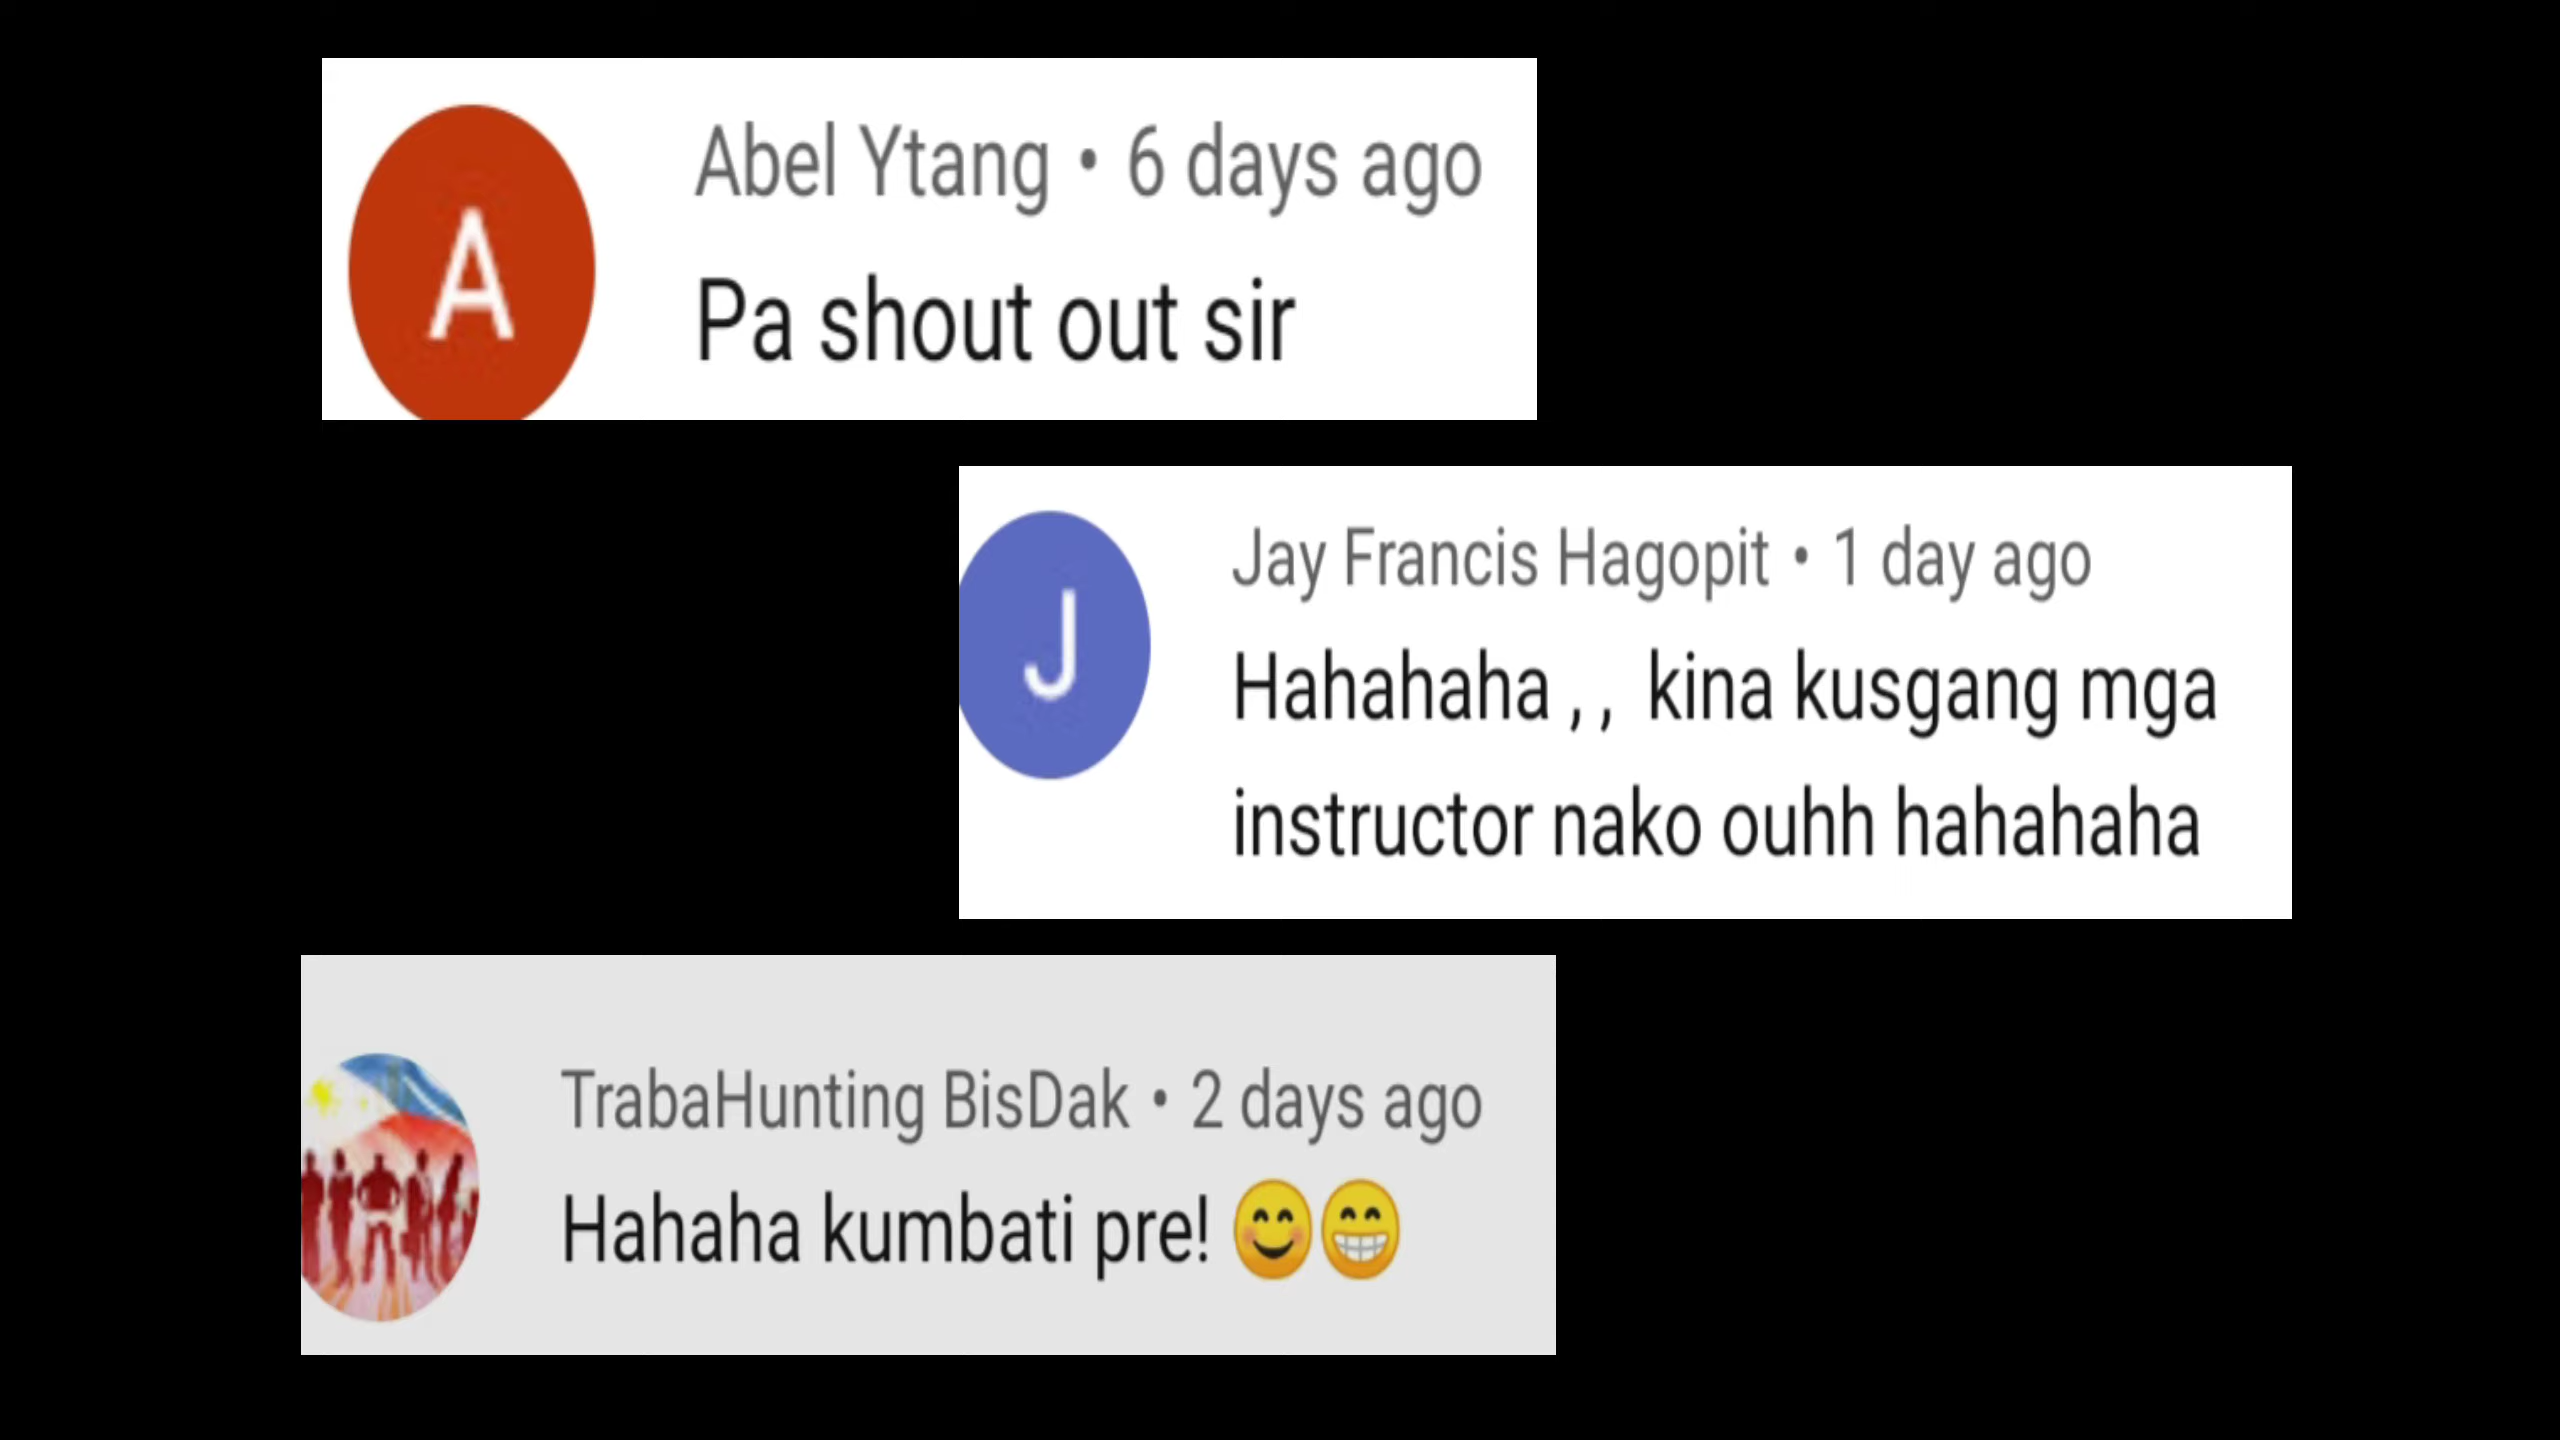 A
Abel Ytang • 6 days ago
Pa shout out sir
J
Jay Francis Hagopit • 1 day ago
Hahahaha , ,  kina kusgang mga
instructor nako ouhh hahahaha
TrabaHunting BisDak • 2 days ago
Hahaha kumbati pre! 😊😁